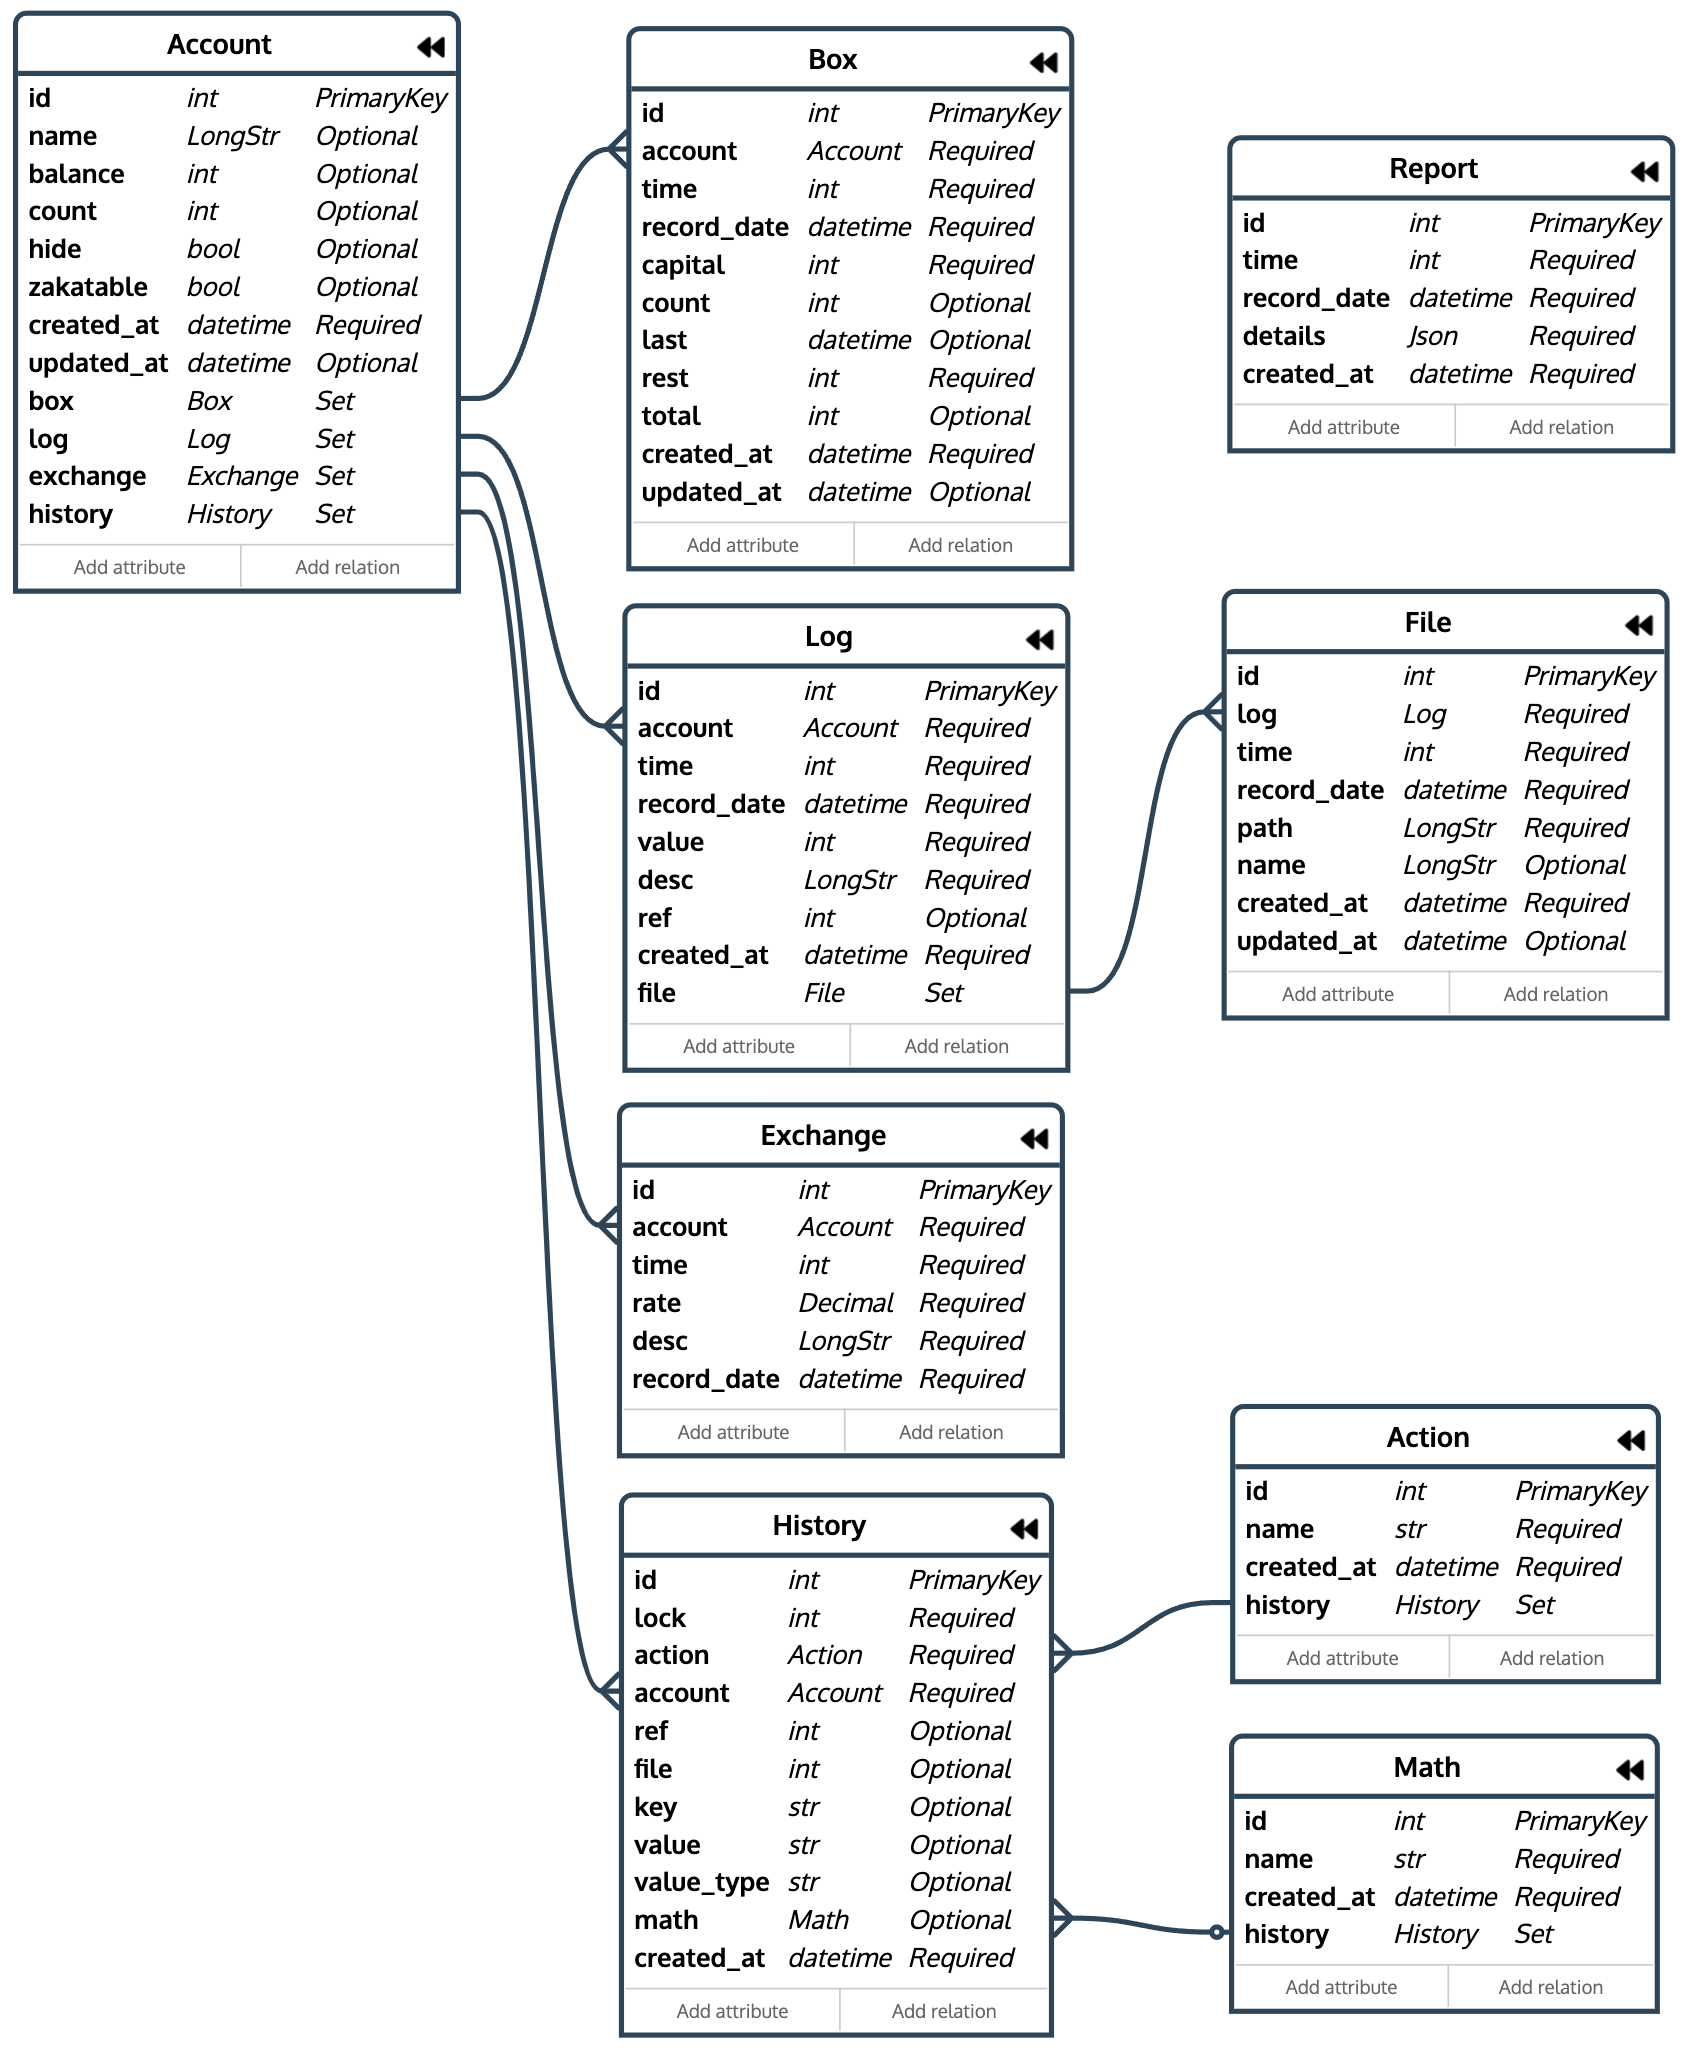 Account
id int PrimaryKey
name LongStr Optional
balance int Optional
count int Optional
hide bool Optional
zakatable bool Optional
created_at datetime Required
updated_at datetime Optional
box Box Set
log Log Set
exchange Exchange Set
history History Set
Add attribute Add relation
Box
id int PrimaryKey
account Account Required
time int Required
record_date datetime Required
capital int Required
count int Optional
last datetime Optional
rest int Required
total int Optional
created_at datetime Required
updated_at datetime Optional
Add attribute Add relation
Report
id int PrimaryKey
time int Required
record_date datetime Required
details Json Required
created_at datetime Required
Add attribute Add relation
Log
id int PrimaryKey
account Account Required
time int Required
record_date datetime Required
value int Required
desc LongStr Required
ref int Optional
created_at datetime Required
file File Set
Add attribute Add relation
File
id int PrimaryKey
log Log Required
time int Required
record_date datetime Required
path LongStr Required
name LongStr Optional
created_at datetime Required
updated_at datetime Optional
Add attribute Add relation
Exchange
id int PrimaryKey
account Account Required
time int Required
rate Decimal Required
desc LongStr Required
record_date datetime Required
Add attribute Add relation
History
id int PrimaryKey
lock int Required
action Action Required
account Account Required
ref int Optional
file int Optional
key str Optional
value str Optional
value_type str Optional
math Math Optional
created_at datetime Required
Add attribute Add relation
Action
id int PrimaryKey
name str Required
created_at datetime Required
history History Set
Add attribute Add relation
Math
id int PrimaryKey
name str Required
created_at datetime Required
history History Set
Add attribute Add relation